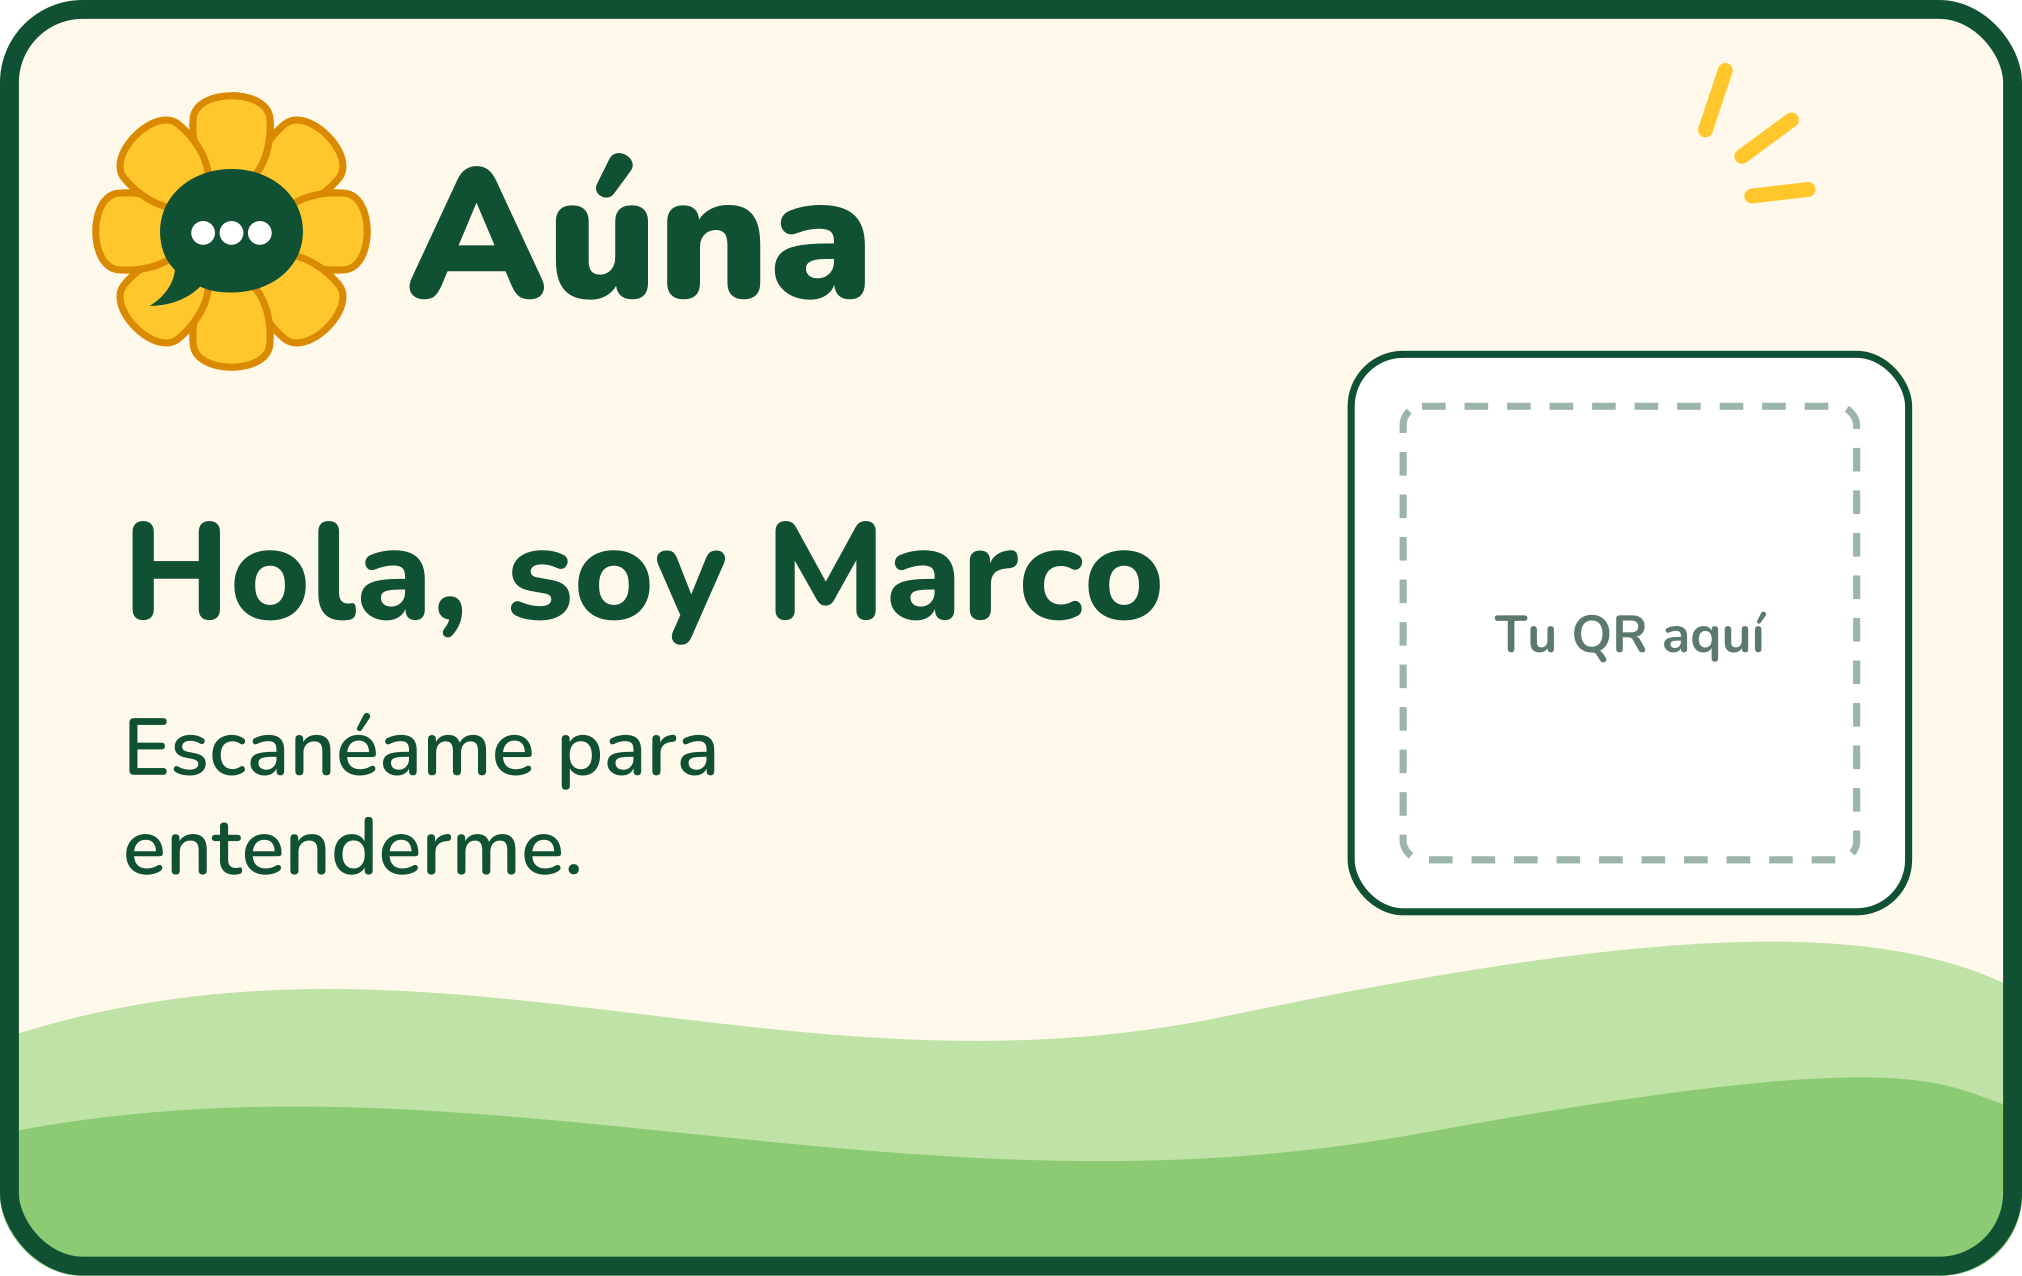 Aúna
Hola, soy Marco
Escanéame para
entenderme.
Tu QR aquí